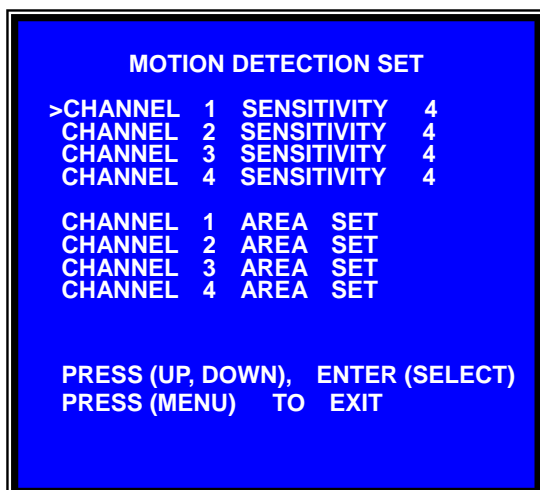 MOTION DETECTION SET
>CHANNEL 1 SENSITIVITY 4
CHANNEL 2 SENSITIVITY 4
CHANNEL 3 SENSITIVITY 4
CHANNEL 4 SENSITIVITY 4
CHANNEL 1 AREA SET
CHANNEL 2 AREA SET
CHANNEL 3 AREA SET
CHANNEL 4 AREA SET
PRESS (UP, DOWN), ENTER (SELECT)
PRESS (MENU) TO EXIT